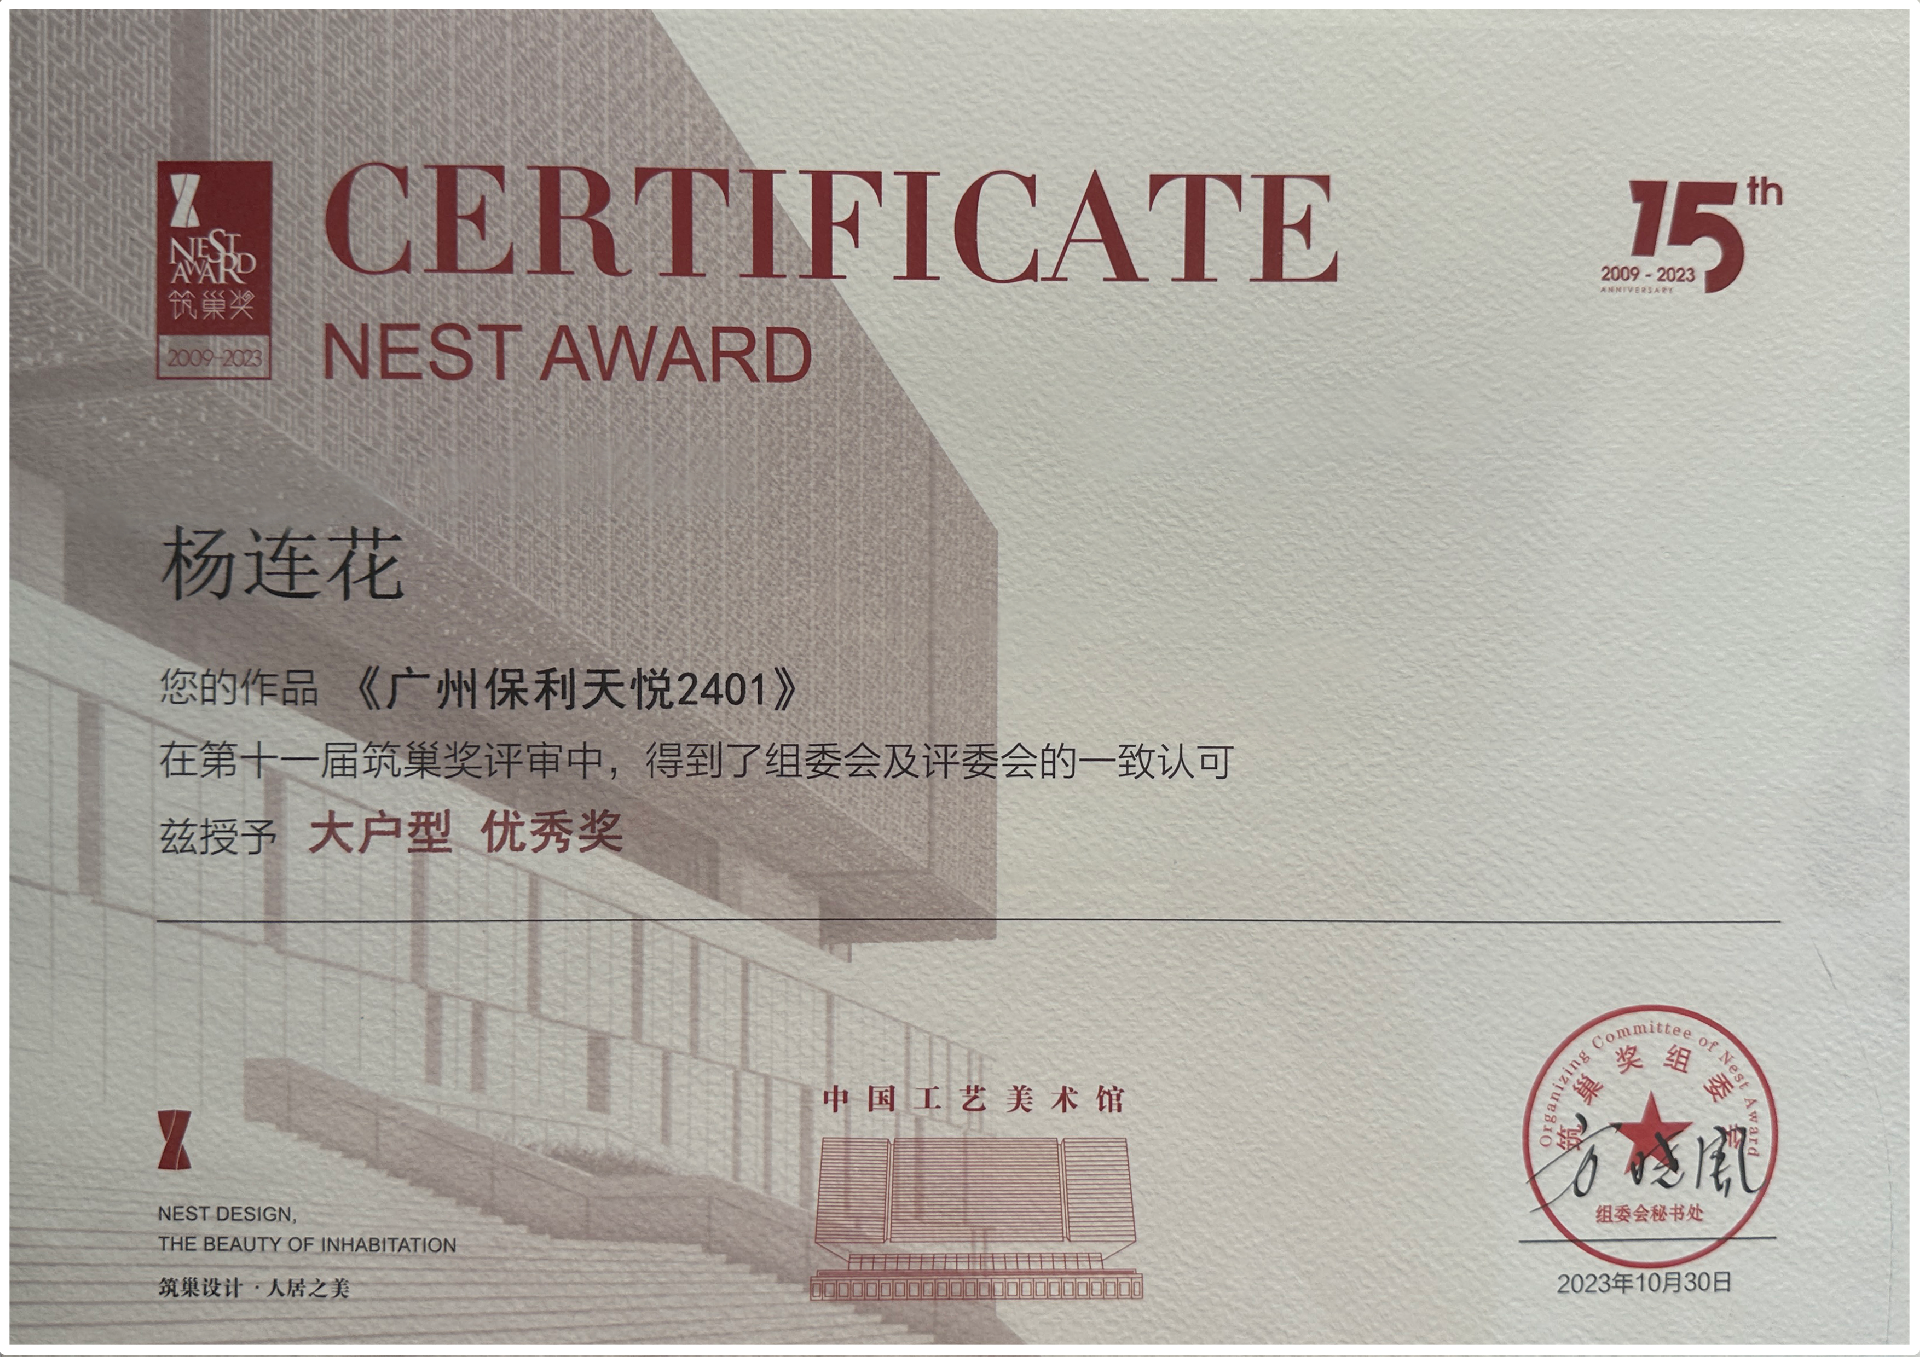 CERTIFICATE
NEST AWARD
筑巢奖
2009-2023
NEST AWARD
15th
2009 - 2023
ANNIVERSARY
杨连花
您的作品 《广州保利天悦2401》
在第十一届筑巢奖评审中，得到了组委会及评委会的一致认可
兹授予 大户型 优秀奖
中国工艺美术馆
NEST DESIGN,
THE BEAUTY OF INHABITATION
筑巢设计·人居之美
Organizing Committee of Nest Award
筑巢奖组委会
方晓风
组委会秘书处
2023年10月30日